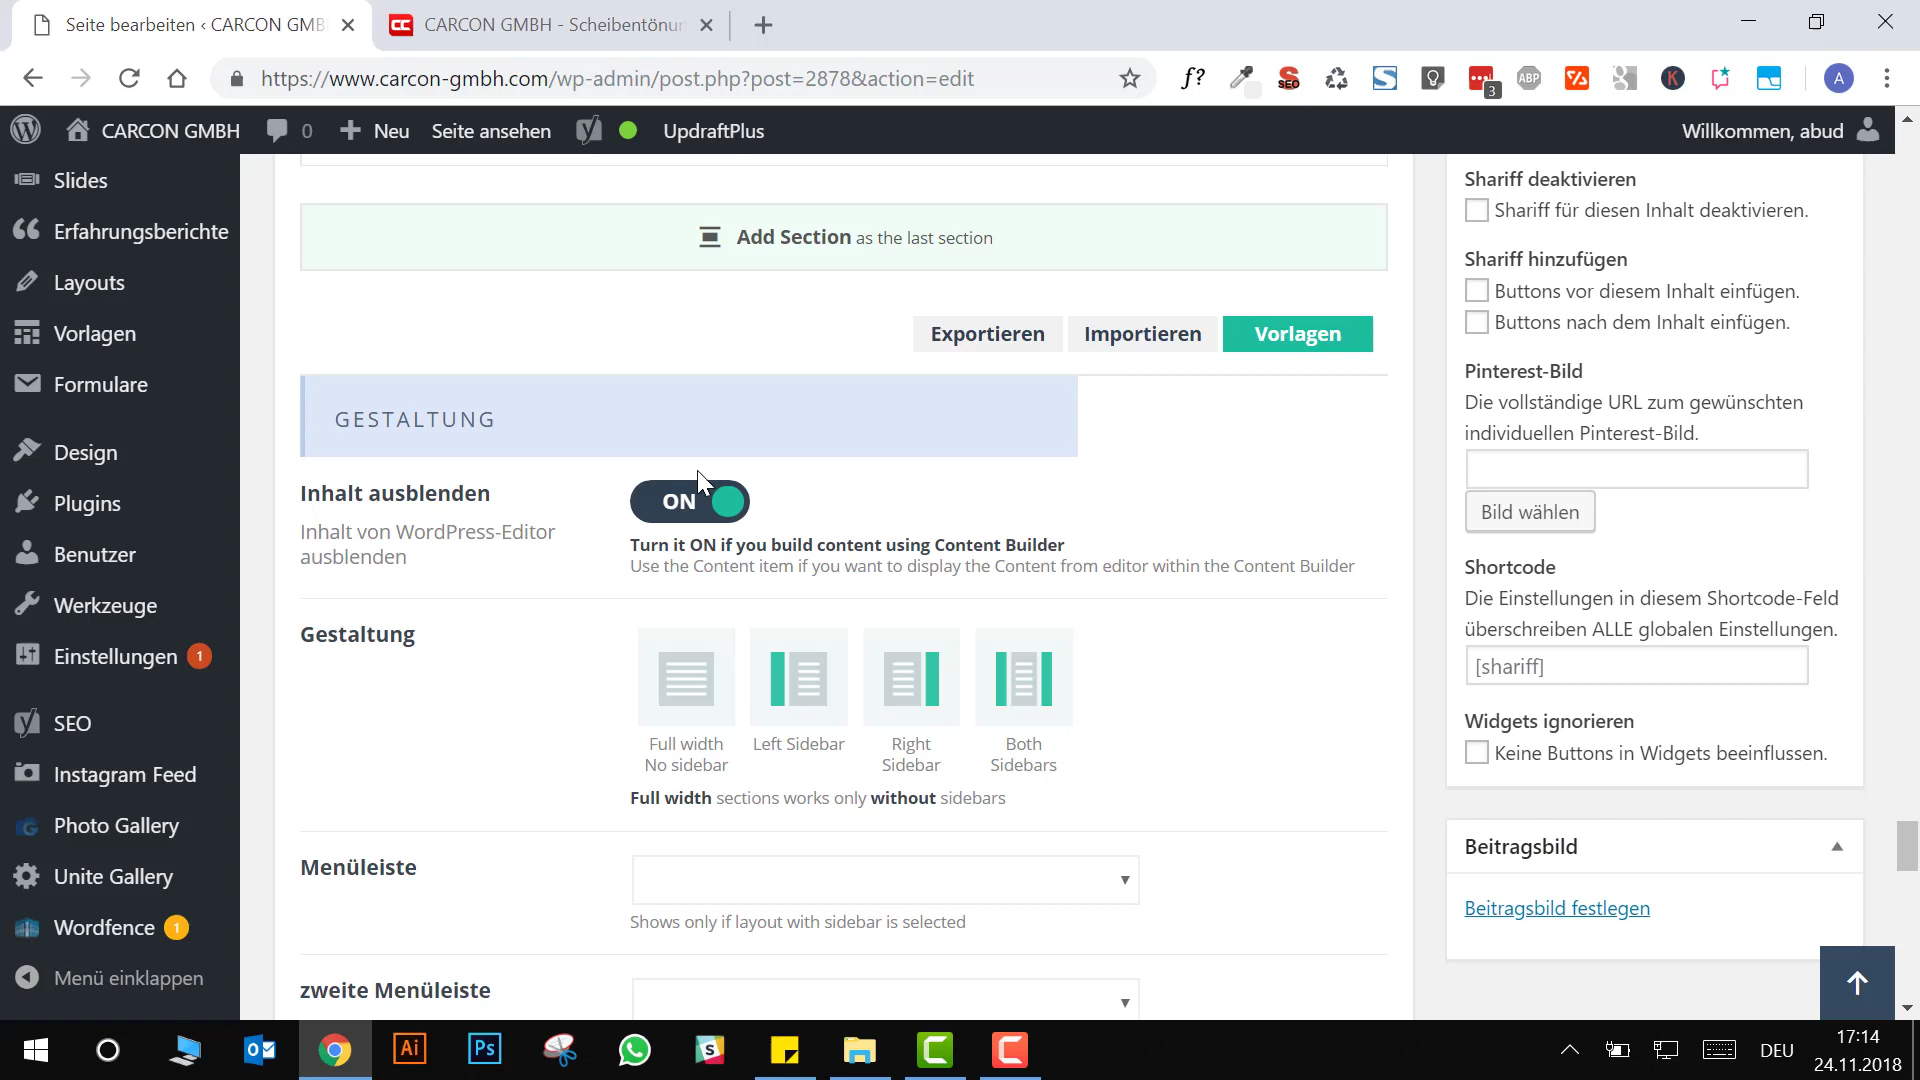 Seite bearbeiten ‹ CARCON GMB
CARCON GMBH - Scheibentönun
https://www.carcon-gmbh.com/wp-admin/post.php?post=2878&action=edit
f?
SEO
3
ABP
K
A
CARCON GMBH
0
Neu
Seite ansehen
UpdraftPlus
Willkommen, abud
Slides
Erfahrungsberichte
Layouts
Vorlagen
Formulare
Design
Plugins
Benutzer
Werkzeuge
Einstellungen 1
SEO
Instagram Feed
Photo Gallery
Unite Gallery
Wordfence 1
Menü einklappen
Add Section as the last section
Exportieren
Importieren
Vorlagen
GESTALTUNG
Inhalt ausblenden
Inhalt von WordPress-Editor
ausblenden
ON
Turn it ON if you build content using Content Builder
Use the Content item if you want to display the Content from editor within the Content Builder
Gestaltung
Full width
No sidebar
Left Sidebar
Right
Sidebar
Both
Sidebars
Full width sections works only without sidebars
Menüleiste
Shows only if layout with sidebar is selected
zweite Menüleiste
Shariff deaktivieren
Shariff für diesen Inhalt deaktivieren.
Shariff hinzufügen
Buttons vor diesem Inhalt einfügen.
Buttons nach dem Inhalt einfügen.
Pinterest-Bild
Die vollständige URL zum gewünschten
individuellen Pinterest-Bild.
Bild wählen
Shortcode
Die Einstellungen in diesem Shortcode-Feld
überschreiben ALLE globalen Einstellungen.
[shariff]
Widgets ignorieren
Keine Buttons in Widgets beeinflussen.
Beitragsbild
Beitragsbild festlegen
Ai
Ps
S
DEU
17:14
24.11.2018